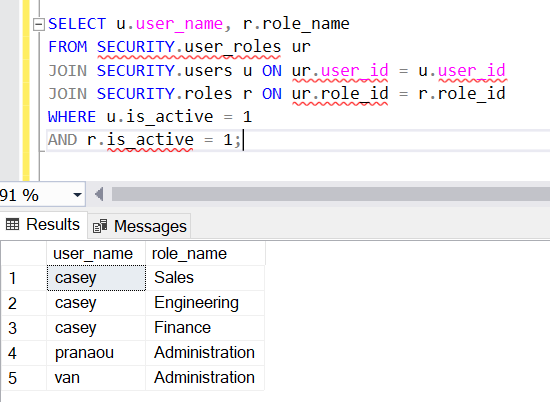 SELECT u.user_name, r.role_name
FROM SECURITY.user_roles ur
JOIN SECURITY.users u ON ur.user_id = u.user_id
JOIN SECURITY.roles r ON ur.role_id = r.role_id
WHERE u.is_active = 1
AND r.is_active = 1;
91 %
Results Messages
user_name role_name
1 casey Sales
2 casey Engineering
3 casey Finance
4 pranaou Administration
5 van Administration